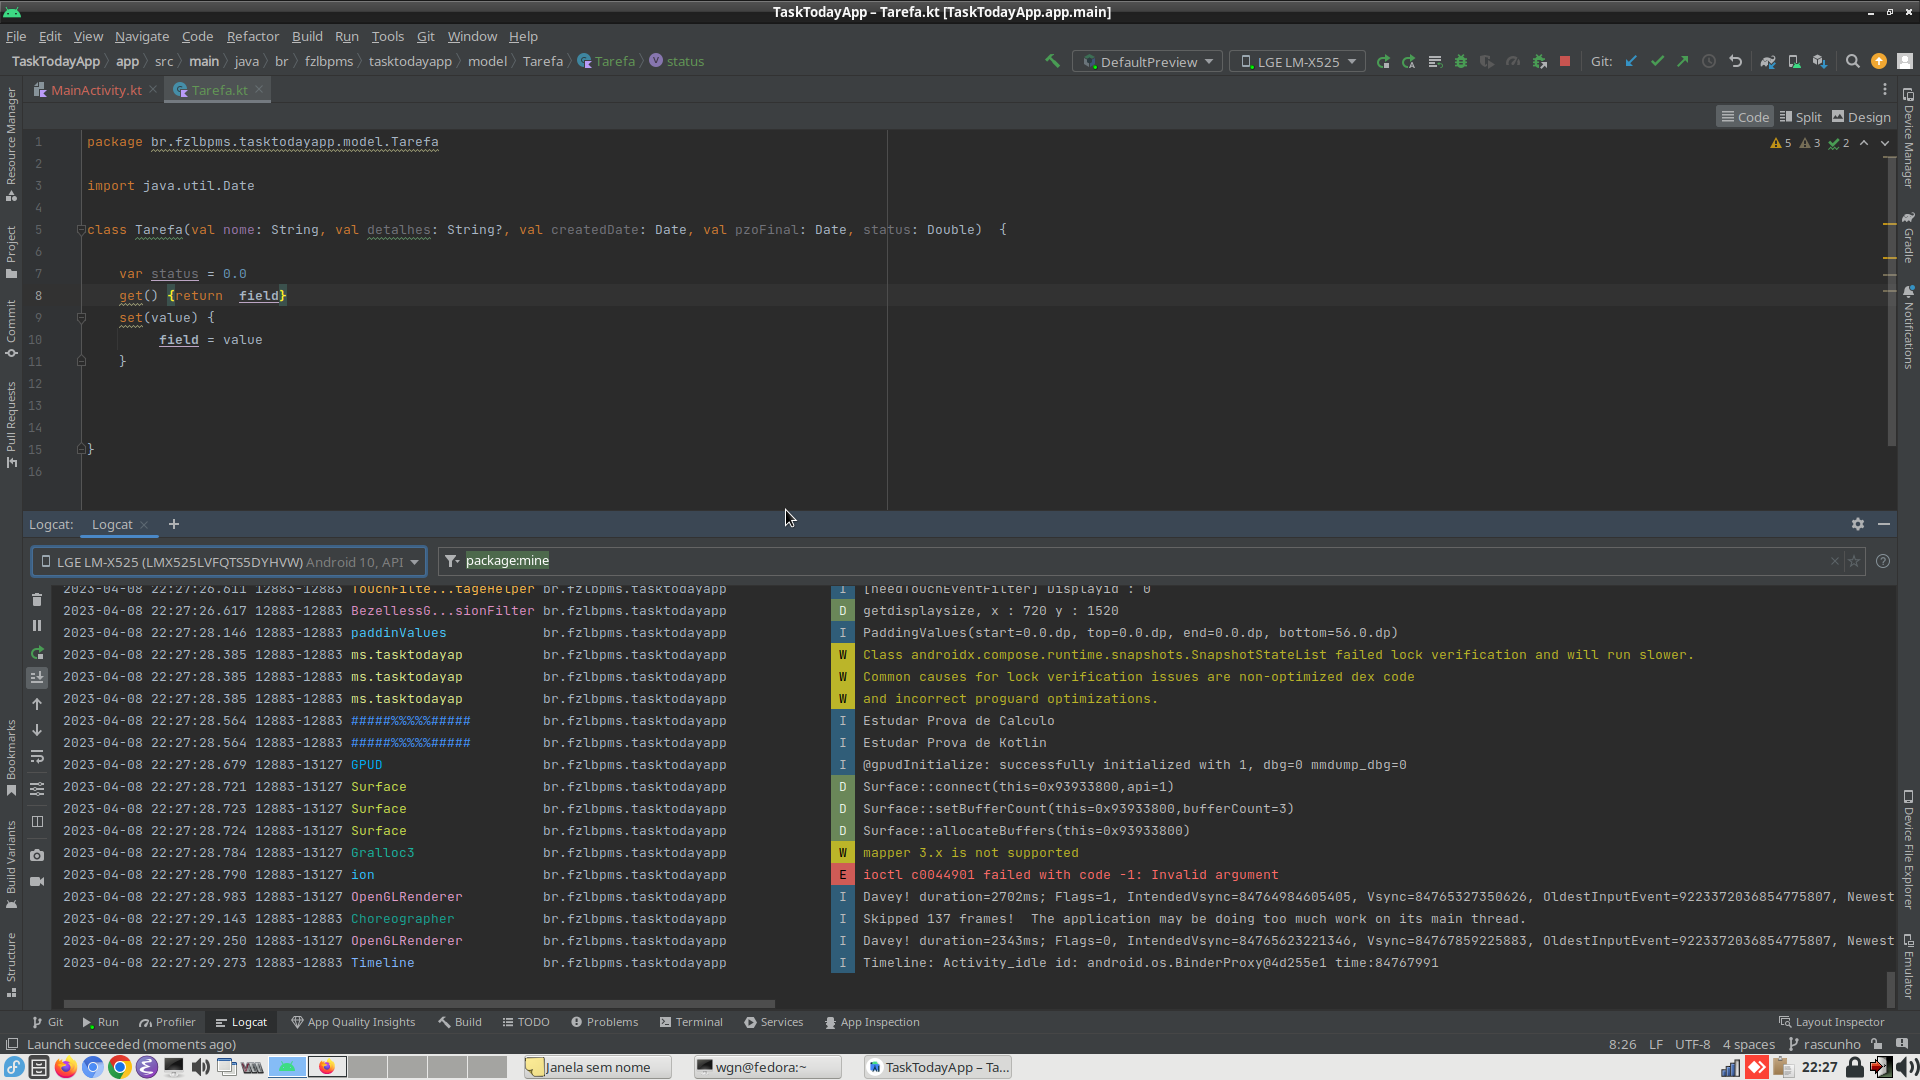 TaskTodayApp – Tarefa.kt [TaskTodayApp.app.main]
File Edit View Navigate Code Refactor Build Run Tools Git Window Help
TaskTodayApp app src main java br fzlbpms tasktodayapp model Tarefa Tarefa status DefaultPreview LGE LM-X525 Git:
MainActivity.kt Tarefa.kt
Code Split Design
5 3 2
1 package br.fzlbpms.tasktodayapp.model.Tarefa
2
3 import java.util.Date
4
5 class Tarefa(val nome: String, val detalhes: String?, val createdDate: Date, val pzoFinal: Date, status: Double)  {
6
7 var status = 0.0
8 get() {return  field}
9 set(value) {
10 field = value
11 }
12
13
14
15 }
16
Resource Manager
Project
Commit
Pull Requests
Bookmarks
Build Variants
Structure
Device Manager
Gradle
Notifications
Device File Explorer
Emulator
Logcat: Logcat
LGE LM-X525 (LMX525LVFQTS5DYHVW) Android 10, API package:mine
2023-04-08 22:27:26.611 12883-12883 TouchFilte...tageHelper br.fzlbpms.tasktodayapp I [needTouchEventFilter] Displayid : 0
2023-04-08 22:27:26.617 12883-12883 BezellessG...sionFilter br.fzlbpms.tasktodayapp D getdisplaysize, x : 720 y : 1520
2023-04-08 22:27:28.146 12883-12883 paddinValues br.fzlbpms.tasktodayapp I PaddingValues(start=0.0.dp, top=0.0.dp, end=0.0.dp, bottom=56.0.dp)
2023-04-08 22:27:28.385 12883-12883 ms.tasktodayap br.fzlbpms.tasktodayapp W Class androidx.compose.runtime.snapshots.SnapshotStateList failed lock verification and will run slower.
2023-04-08 22:27:28.385 12883-12883 ms.tasktodayap br.fzlbpms.tasktodayapp W Common causes for lock verification issues are non-optimized dex code
2023-04-08 22:27:28.385 12883-12883 ms.tasktodayap br.fzlbpms.tasktodayapp W and incorrect proguard optimizations.
2023-04-08 22:27:28.564 12883-12883 #####%%%%%##### br.fzlbpms.tasktodayapp I Estudar Prova de Calculo
2023-04-08 22:27:28.564 12883-12883 #####%%%%%##### br.fzlbpms.tasktodayapp I Estudar Prova de Kotlin
2023-04-08 22:27:28.679 12883-13127 GPUD br.fzlbpms.tasktodayapp I @gpudInitialize: successfully initialized with 1, dbg=0 mmdump_dbg=0
2023-04-08 22:27:28.721 12883-13127 Surface br.fzlbpms.tasktodayapp D Surface::connect(this=0x93933800,api=1)
2023-04-08 22:27:28.723 12883-13127 Surface br.fzlbpms.tasktodayapp D Surface::setBufferCount(this=0x93933800,bufferCount=3)
2023-04-08 22:27:28.724 12883-13127 Surface br.fzlbpms.tasktodayapp D Surface::allocateBuffers(this=0x93933800)
2023-04-08 22:27:28.784 12883-13127 Gralloc3 br.fzlbpms.tasktodayapp W mapper 3.x is not supported
2023-04-08 22:27:28.790 12883-13127 ion br.fzlbpms.tasktodayapp E ioctl c0044901 failed with code -1: Invalid argument
2023-04-08 22:27:28.983 12883-13127 OpenGLRenderer br.fzlbpms.tasktodayapp I Davey! duration=2702ms; Flags=1, IntendedVsync=84764984605405, Vsync=84765327350626, OldestInputEvent=9223372036854775807, Newest
2023-04-08 22:27:29.143 12883-12883 Choreographer br.fzlbpms.tasktodayapp I Skipped 137 frames!  The application may be doing too much work on its main thread.
2023-04-08 22:27:29.250 12883-13127 OpenGLRenderer br.fzlbpms.tasktodayapp I Davey! duration=2343ms; Flags=0, IntendedVsync=84765623221346, Vsync=84767859225883, OldestInputEvent=9223372036854775807, Newest
2023-04-08 22:27:29.273 12883-12883 Timeline br.fzlbpms.tasktodayapp I Timeline: Activity_idle id: android.os.BinderProxy@4d255e1 time:84767991
Git Run Profiler Logcat App Quality Insights Build TODO Problems Terminal Services App Inspection Layout Inspector
Launch succeeded (moments ago) 8:26 LF UTF-8 4 spaces rascunho
Janela sem nome wgn@fedora:~ TaskTodayApp – Ta... 22:27